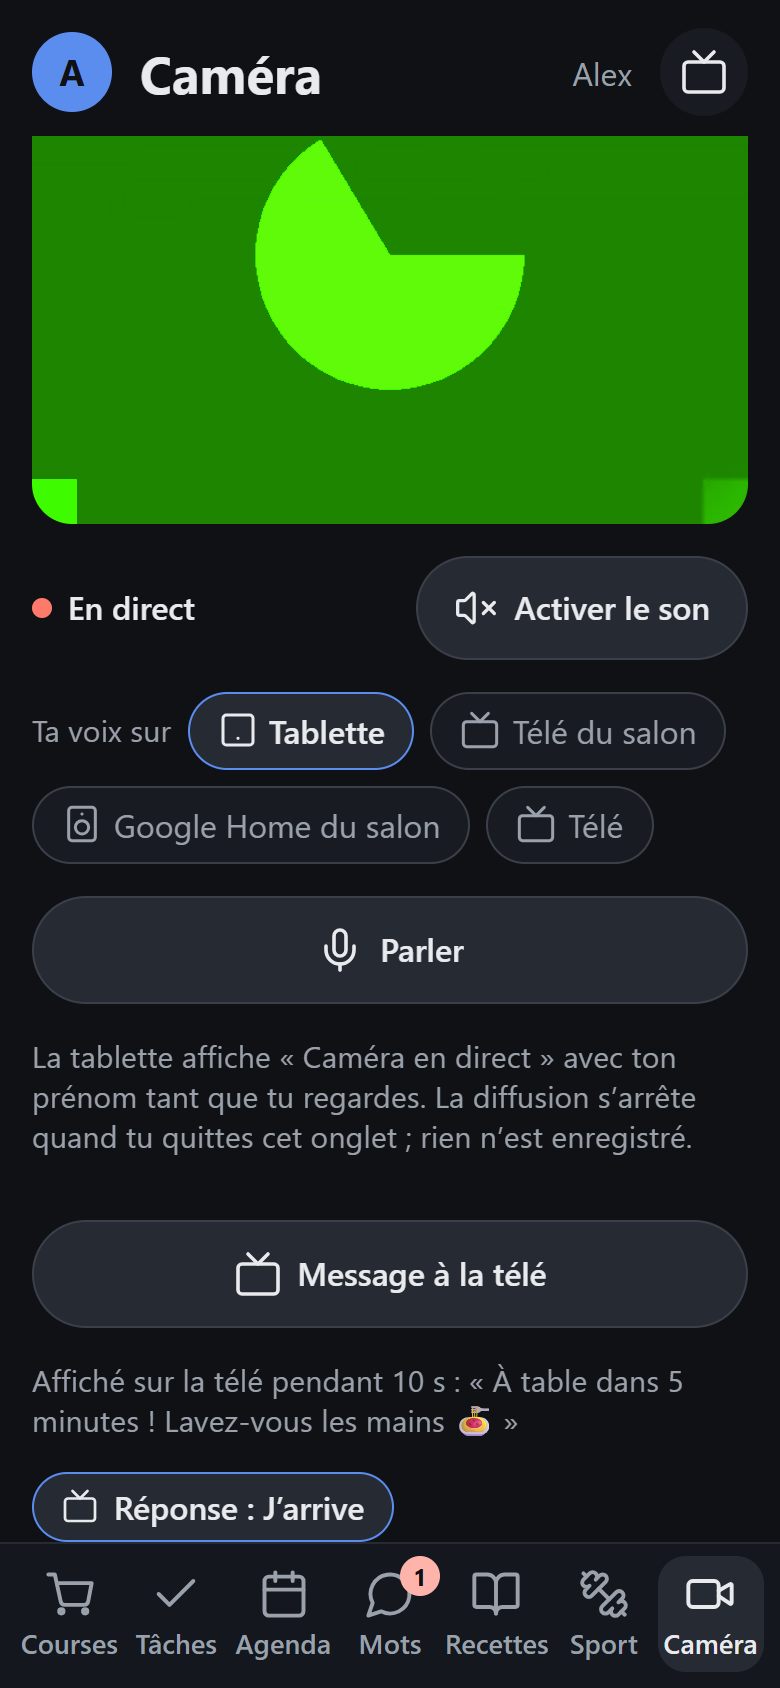 A
Caméra
Alex
En direct
Activer le son
Ta voix sur
Tablette
Télé du salon
Google Home du salon
Télé
Parler
La tablette affiche « Caméra en direct » avec ton
prénom tant que tu regardes. La diffusion s’arrête
quand tu quittes cet onglet ; rien n’est enregistré.
Message à la télé
Affiché sur la télé pendant 10 s : « À table dans 5
minutes ! Lavez-vous les mains 🍝 »
Réponse : J’arrive
1
Courses
Tâches
Agenda
Mots
Recettes
Sport
Caméra